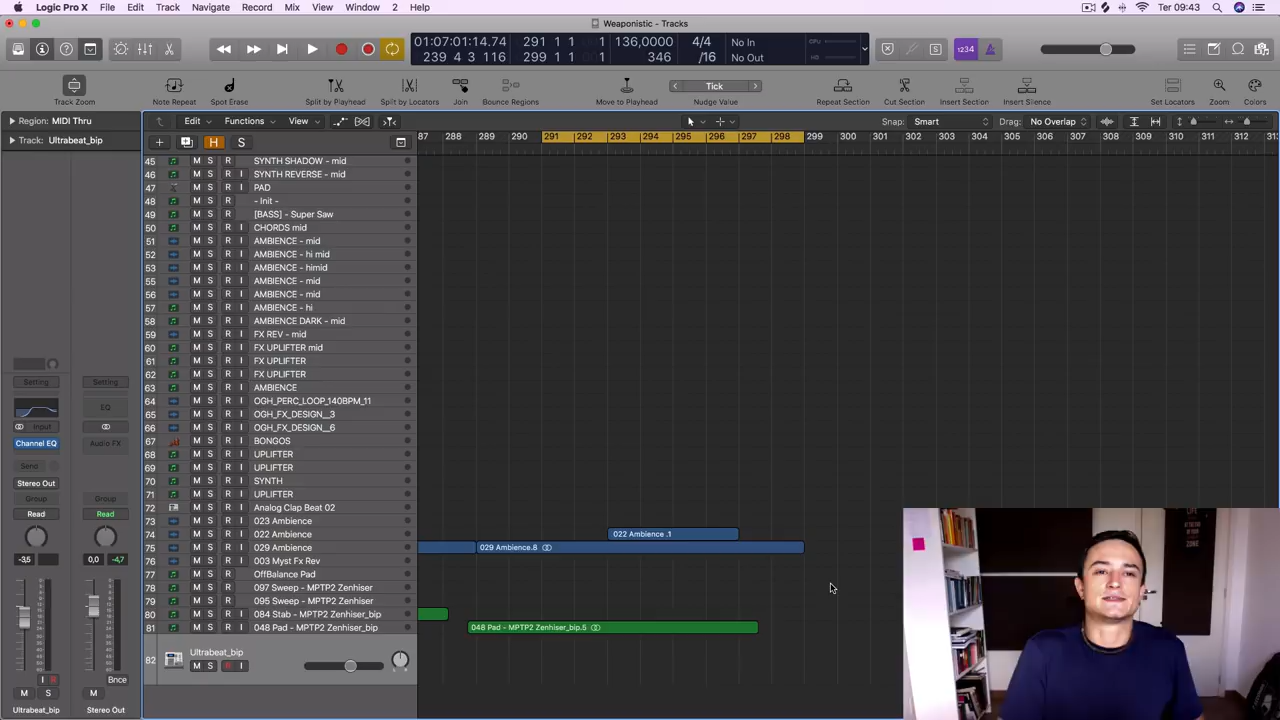 Logic Pro X File Edit Track Navigate Record Mix View Window 2 Help Ter 09:43
Weaponistic - Tracks
01:07:01:14.74 291 1 1 136,0000 4/4 No In
239 4 3 116 299 1 1 346 /16 No Out
CPU
HD
1234
Track Zoom Note Repeat Spot Erase Split by Playhead Split by Locators Join Bounce Regions Move to Playhead Tick Nudge Value Repeat Section Cut Section Insert Section Insert Silence Set Locators Zoom Colors
Region: MIDI Thru
Track: Ultrabeat_bip
Edit Functions View Snap: Smart Drag: No Overlap
H S
87 288 289 290 291 292 293 294 295 296 297 298 299 300 301 302 303 304 305 306 307 308 309 310 311 312
45 M S R SYNTH SHADOW - mid
46 M S R I SYNTH REVERSE - mid
47 M S R I PAD
48 M S R - Init -
49 M S R [BASS] - Super Saw
50 M S R I CHORDS mid
51 M S R I AMBIENCE - mid
52 M S R I AMBIENCE - hi mid
53 M S R I AMBIENCE - himid
55 M S R I AMBIENCE - mid
56 M S R I AMBIENCE - mid
57 M S R I AMBIENCE - hi
58 M S R I AMBIENCE DARK - mid
59 M S R I FX REV - mid
60 M S R I FX UPLIFTER mid
61 M S R I FX UPLIFTER
62 M S R I FX UPLIFTER
63 M S R I AMBIENCE
64 M S R I OGH_PERC_LOOP_140BPM_11
65 M S R I OGH_FX_DESIGN__3
66 M S R I OGH_FX_DESIGN__6
67 M S R I BONGOS
68 M S R I UPLIFTER
69 M S R I UPLIFTER
70 M S R I SYNTH
71 M S R I UPLIFTER
72 M S R I Analog Clap Beat 02
73 M S R I 023 Ambience
74 M S R I 022 Ambience 022 Ambience .1
75 M S R I 029 Ambience 029 Ambience.8
76 M S R I 003 Myst Fx Rev
77 M S R OffBalance Pad
78 M S R I 097 Sweep - MPTP2 Zenhiser
79 M S R I 095 Sweep - MPTP2 Zenhiser
80 M S R I 084 Stab - MPTP2 Zenhiser_bip
81 M S R I 048 Pad - MPTP2 Zenhiser_bip 048 Pad - MPTP2 Zenhiser_bip.5
82 Ultrabeat_bip
M S R I
Setting Setting
EQ
Input
Channel EQ Audio FX
Send
Stereo Out
Group Group
Read Read
-3,5 0,0 -4,7
I R Bnce
M S M
Ultrabeat_bip Stereo Out